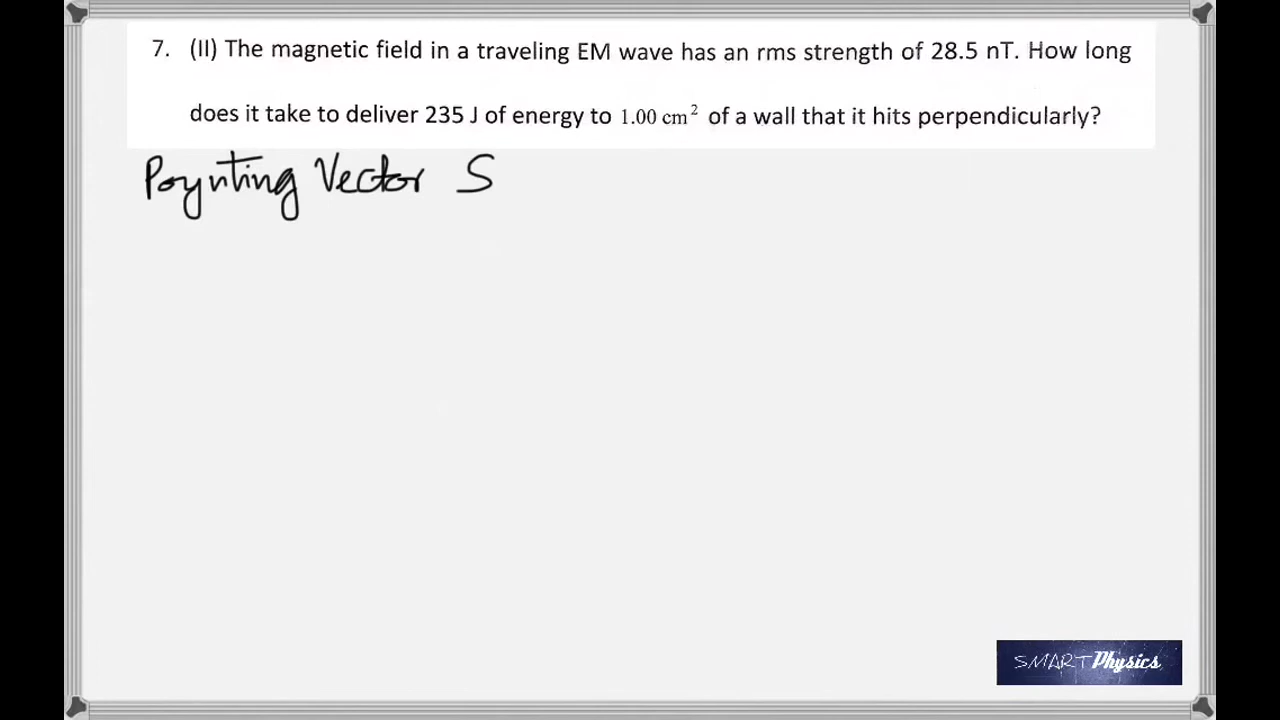 7. (II) The magnetic field in a traveling EM wave has an rms strength of 28.5 nT. How long
does it take to deliver 235 J of energy to 1.00 cm² of a wall that it hits perpendicularly?
Poynting Vector S
SMART Physics